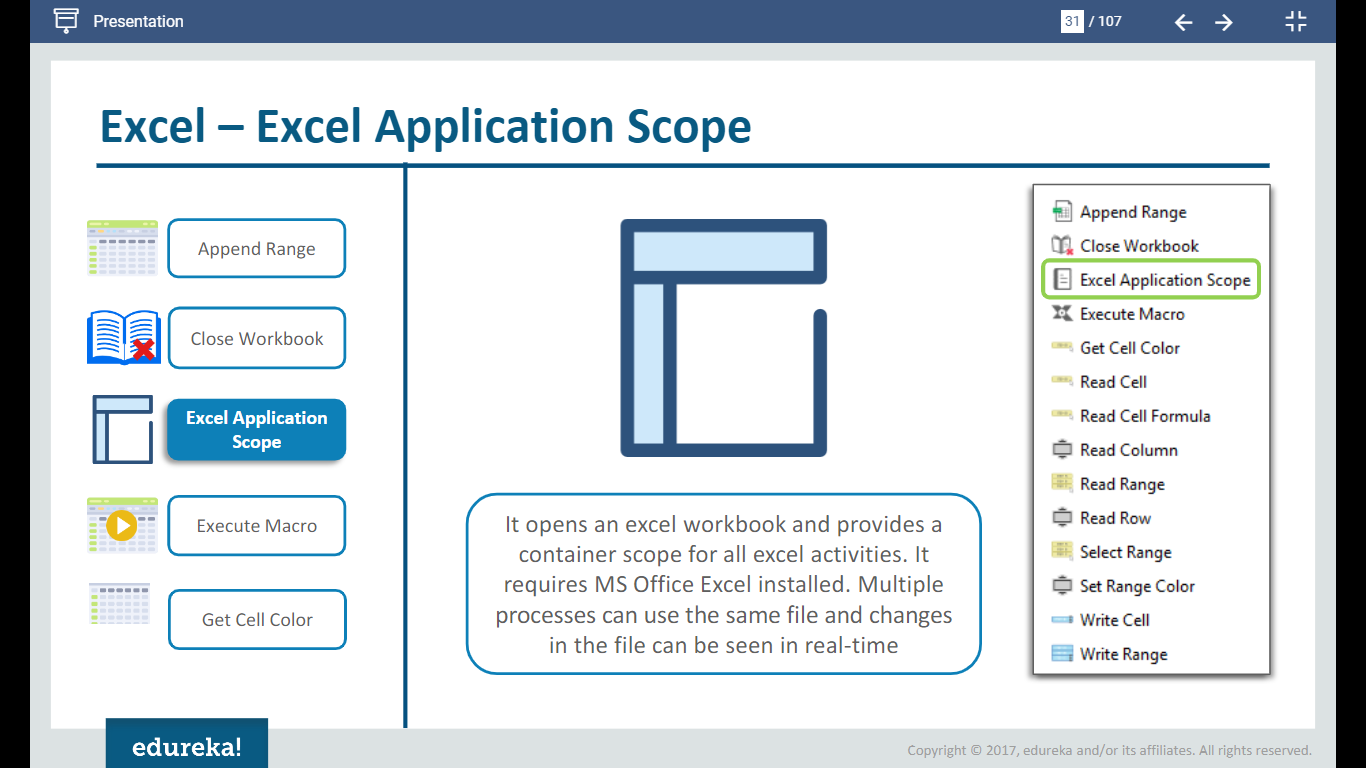 Presentation
31 / 107
Excel – Excel Application Scope
Append Range
Close Workbook
Excel Application
Scope
Execute Macro
Get Cell Color
It opens an excel workbook and provides a
container scope for all excel activities. It
requires MS Office Excel installed. Multiple
processes can use the same file and changes
in the file can be seen in real-time
Append Range
Close Workbook
Excel Application Scope
Execute Macro
Get Cell Color
Read Cell
Read Cell Formula
Read Column
Read Range
Read Row
Select Range
Set Range Color
Write Cell
Write Range
edureka!
Copyright © 2017, edureka and/or its affiliates. All rights reserved.